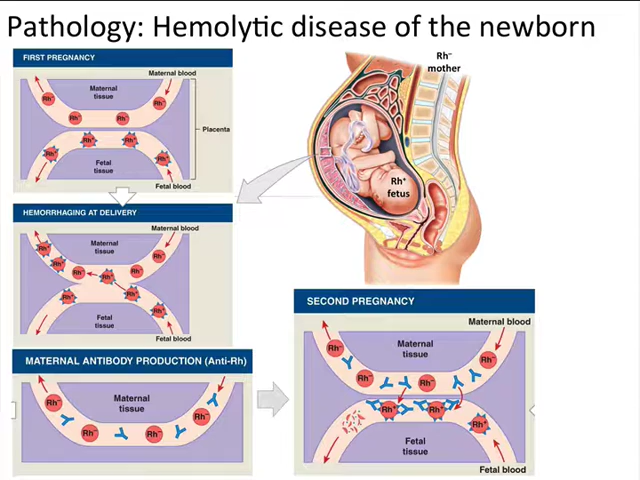 Pathology: Hemolytic disease of the newborn
FIRST PREGNANCY
Maternal blood
Maternal
tissue
Rh⁻
Rh⁻
Rh⁻
Rh⁻
Placenta
Rh⁺
Rh⁺
Rh⁺
Rh⁺
Fetal
tissue
Fetal blood
Rh⁻
mother
Rh⁺
fetus
HEMORRHAGING AT DELIVERY
Maternal blood
Maternal
tissue
Rh⁺
Rh⁺
Rh⁻
Rh⁺
Rh⁻
Rh⁻
Rh⁺
Rh⁺
Rh⁺
Fetal
tissue
Fetal blood
MATERNAL ANTIBODY PRODUCTION (Anti-Rh)
Maternal
tissue
Rh⁻
Rh⁻
Rh⁻
Rh⁻
Rh⁻
SECOND PREGNANCY
Maternal blood
Maternal
tissue
Rh⁻
Rh⁻
Rh⁻
Rh⁻
Rh⁺
Rh⁺
Rh⁺
Fetal
tissue
Fetal blood